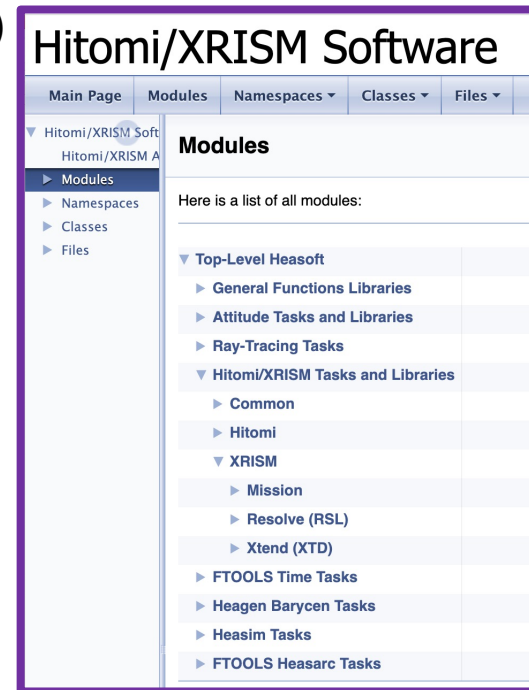 )
Hitomi/XRISM Software
Main Page Modules Namespaces Classes Files
Hitomi/XRISM Soft
Hitomi/XRISM A
Modules
Namespaces
Classes
Files
Modules
Here is a list of all modules:
Top-Level Heasoft
General Functions Libraries
Attitude Tasks and Libraries
Ray-Tracing Tasks
Hitomi/XRISM Tasks and Libraries
Common
Hitomi
XRISM
Mission
Resolve (RSL)
Xtend (XTD)
FTOOLS Time Tasks
Heagen Barycen Tasks
Heasim Tasks
FTOOLS Heasarc Tasks